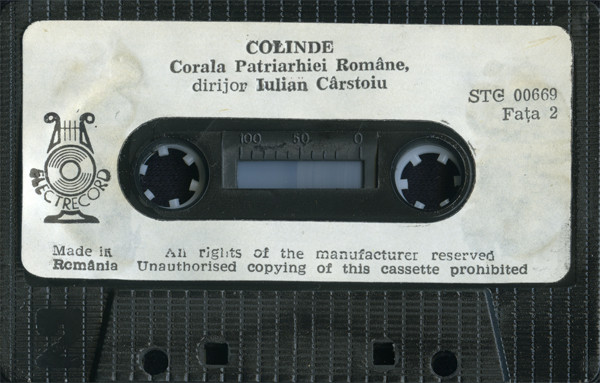 COLINDE
Corala Patriarhiei Române,
dirijor Iulian Cârstoiu
STC 00669
Fața 2
100 50 0
ELECTRECORD
Made in
România
All rights of the manufacturer reserved
Unauthorised copying of this cassette prohibited
2